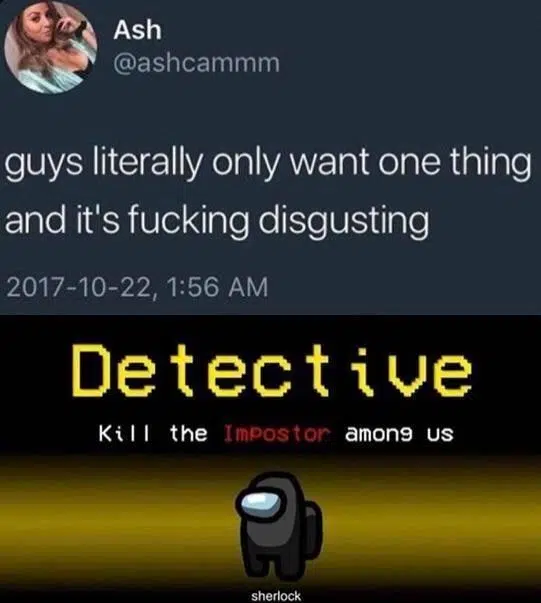 Ash
@ashcammm
guys literally only want one thing
and it's fucking disgusting
2017-10-22, 1:56 AM
Detective
Kill the Impostor among us
sherlock